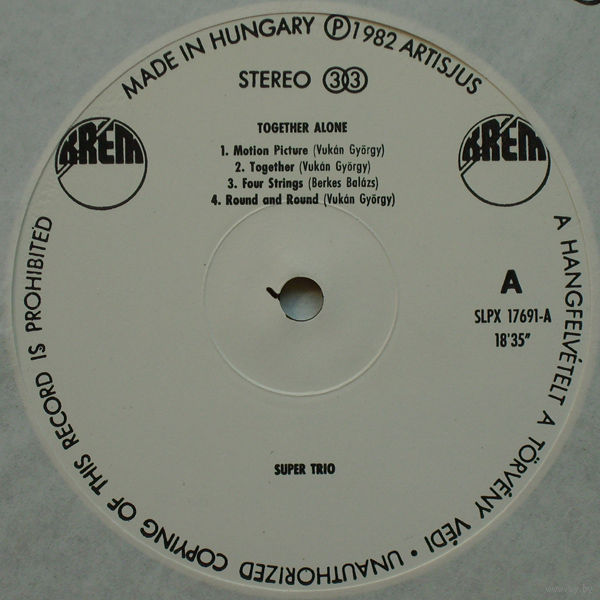 MADE IN HUNGARY Ⓟ 1982 ARTISJUS
STEREO 33
KRÉM
KRÉM
TOGETHER ALONE
1. Motion Picture (Vukán György)
2. Together (Vukán György)
3. Four Strings (Berkes Balázs)
4. Round and Round (Vukán György)
A
SLPX 17691-A
18'35"
SUPER TRIO
A HANGFELVÉTELT A TÖRVÉNY VÉDI • UNAUTHORIZED COPYING OF THIS RECORD IS PROHIBITED